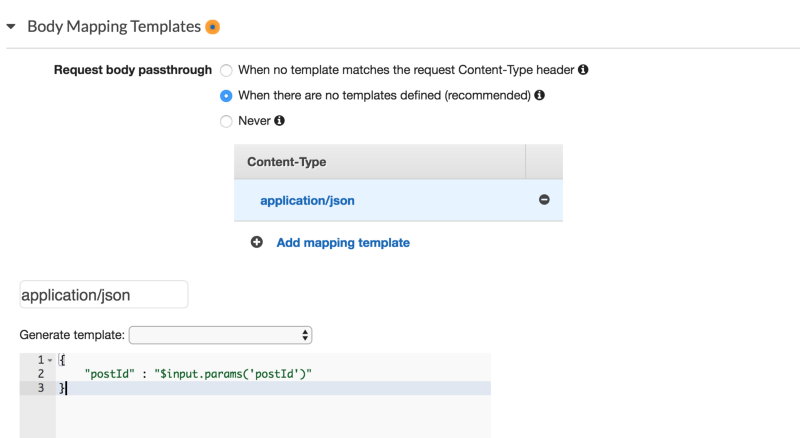 Body Mapping Templates
Request body passthrough
When no template matches the request Content-Type header
When there are no templates defined (recommended)
Never
Content-Type
application/json
Add mapping template
application/json
Generate template:
1 {
2 "postId" : "$input.params('postId')"
3 }